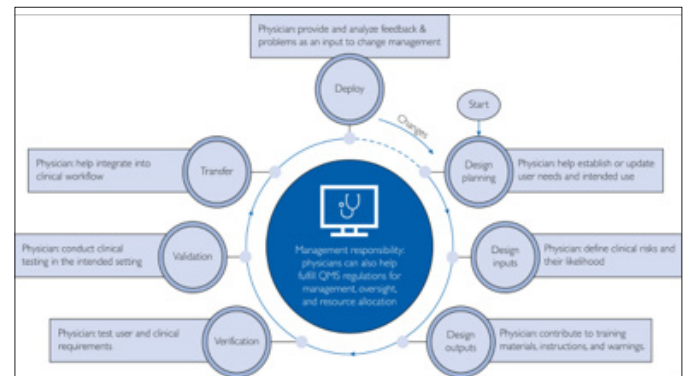 Physician: provide and analyze feedback &
problems as an input to change management
Deploy
Start
Changes
Design
planning
Physician: help establish or update
user needs and intended use
Physician: help integrate into
clinical workflow
Transfer
Management responsibility:
physicians can also help
fulfill QMS regulations for
management, oversight,
and resource allocation
Physician: conduct clinical
testing in the intended setting
Validation
Design
inputs
Physician: define clinical risks and
their likelihood
Physician: test user and clinical
requirements
Verification
Design
outputs
Physician: contribute to training
materials, instructions, and warnings.